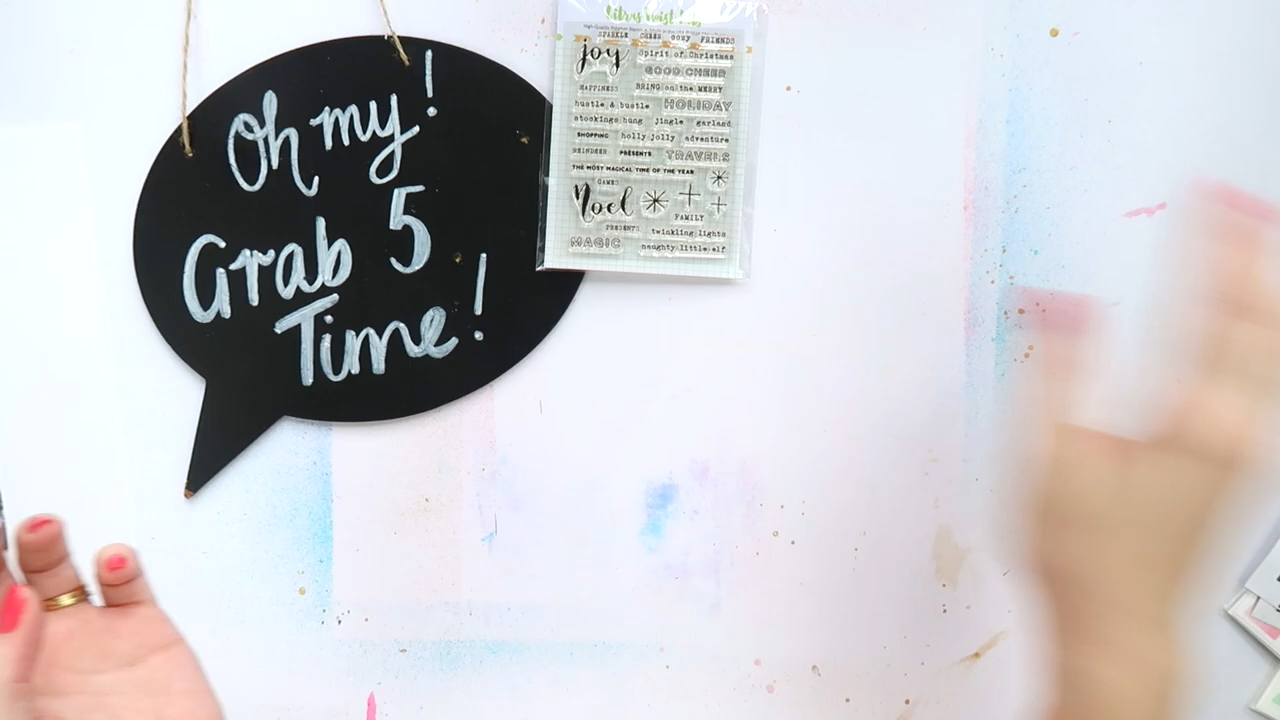 Oh my!
Grab 5
Time!
SPARKLE CHEER cozy FRIENDS
joy Spirit of Christmas
GOOD CHEER
HAPPINESS BRING on the MERRY
hustle & bustle HOLIDAY
stockings hung jingle garland
SHOPPING holly jolly adventure
REINDEER PRESENTS TRAVELS
THE MOST MAGICAL TIME OF THE YEAR
GAMES
Noel
FAMILY
PRESENTS twinkling lights
MAGIC naughty little elf